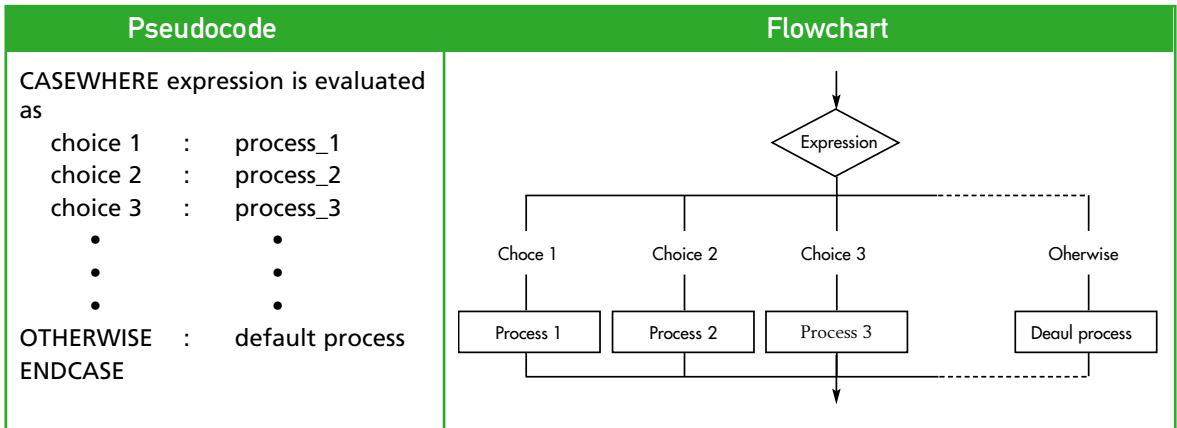 Pseudocode
Flowchart
CASEWHERE expression is evaluated
as
choice 1 : process_1
choice 2 : process_2
choice 3 : process_3
• •
• •
• •
OTHERWISE : default process
ENDCASE
Expression
Choce 1 Choice 2 Choice 3 Oherwise
Process 1 Process 2 Process 3 Deaul process